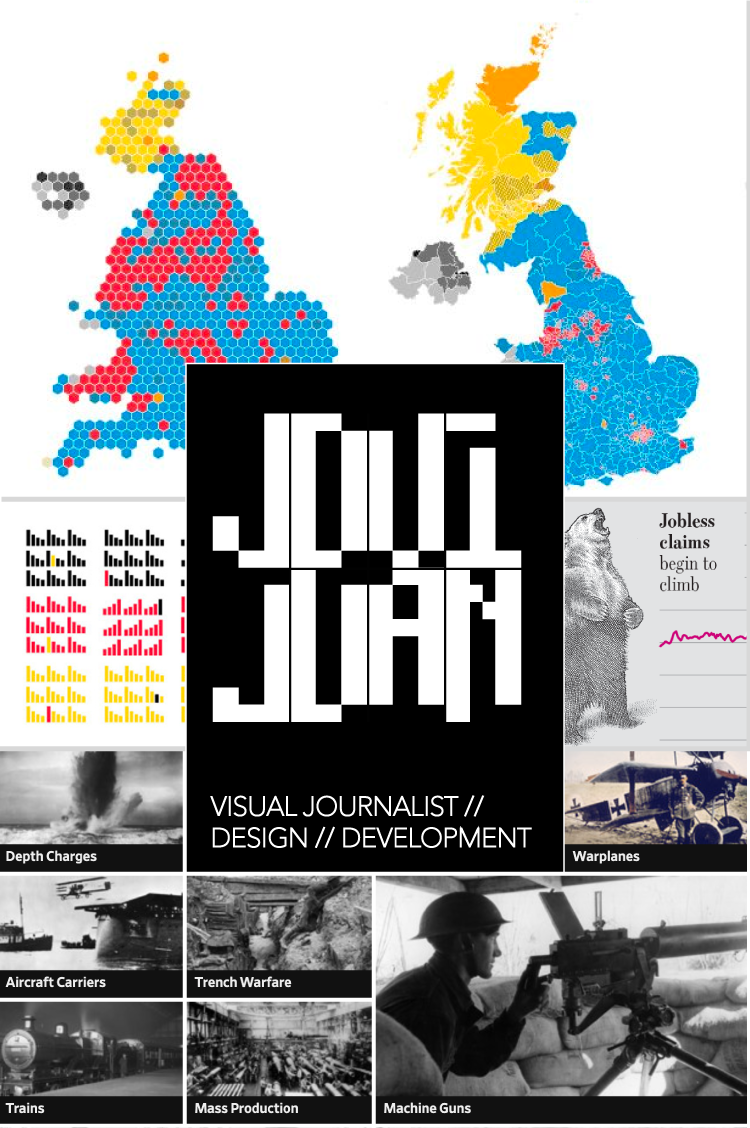 JOVI
JUAN
Jobless
claims
begin to
climb
VISUAL JOURNALIST //
DESIGN // DEVELOPMENT
Depth Charges
Warplanes
Aircraft Carriers
Trench Warfare
Trains
Mass Production
Machine Guns